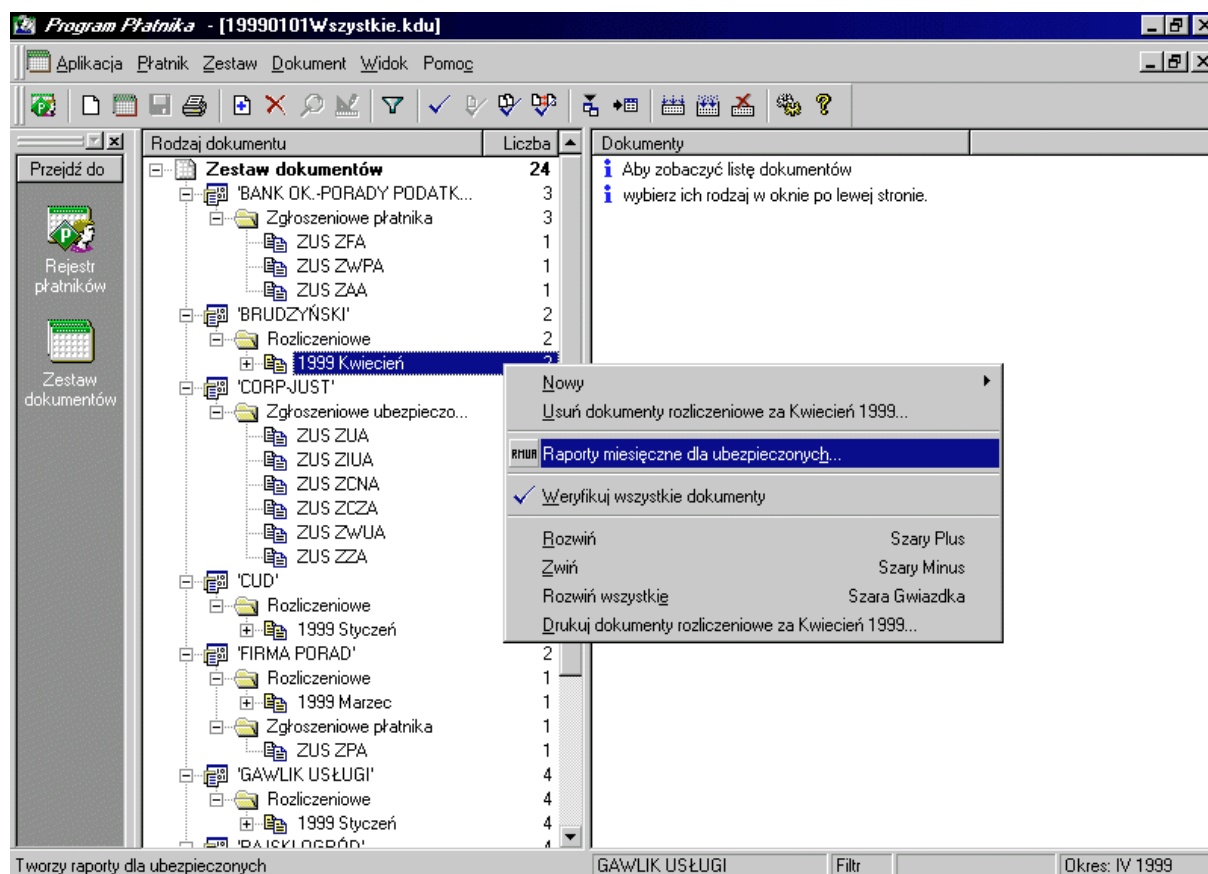 Program Płatnika - [19990101Wszystkie.kdu]
Aplikacja Płatnik Zestaw Dokument Widok Pomoc
Przejdź do
Rejestr
płatników
Zestaw
dokumentów
Rodzaj dokumentu Liczba
Zestaw dokumentów 24
'BANK OK.-PORADY PODATK... 3
Zgłoszeniowe płatnika 3
ZUS ZFA 1
ZUS ZWPA 1
ZUS ZAA 1
'BRUDZYŃSKI' 2
Rozliczeniowe 2
1999 Kwiecień 2
'CORP-JUST'
Zgłoszeniowe ubezpieczo...
ZUS ZUA
ZUS ZIUA
ZUS ZCNA
ZUS ZCZA
ZUS ZWUA
ZUS ZZA
'CUD'
Rozliczeniowe
1999 Styczeń
'FIRMA PORAD' 2
Rozliczeniowe 1
1999 Marzec 1
Zgłoszeniowe płatnika 1
ZUS ZPA 1
'GAWLIK USŁUGI' 4
Rozliczeniowe 4
1999 Styczeń 4
'RAJSKI OGRÓD' 4
Dokumenty
Aby zobaczyć listę dokumentów
wybierz ich rodzaj w oknie po lewej stronie.
Nowy
Usuń dokumenty rozliczeniowe za Kwiecień 1999...
RMUA Raporty miesięczne dla ubezpieczonych...
Weryfikuj wszystkie dokumenty
Rozwiń Szary Plus
Zwiń Szary Minus
Rozwiń wszystkie Szara Gwiazdka
Drukuj dokumenty rozliczeniowe za Kwiecień 1999...
Tworzy raporty dla ubezpieczonych GAWLIK USŁUGI Filtr Okres: IV 1999